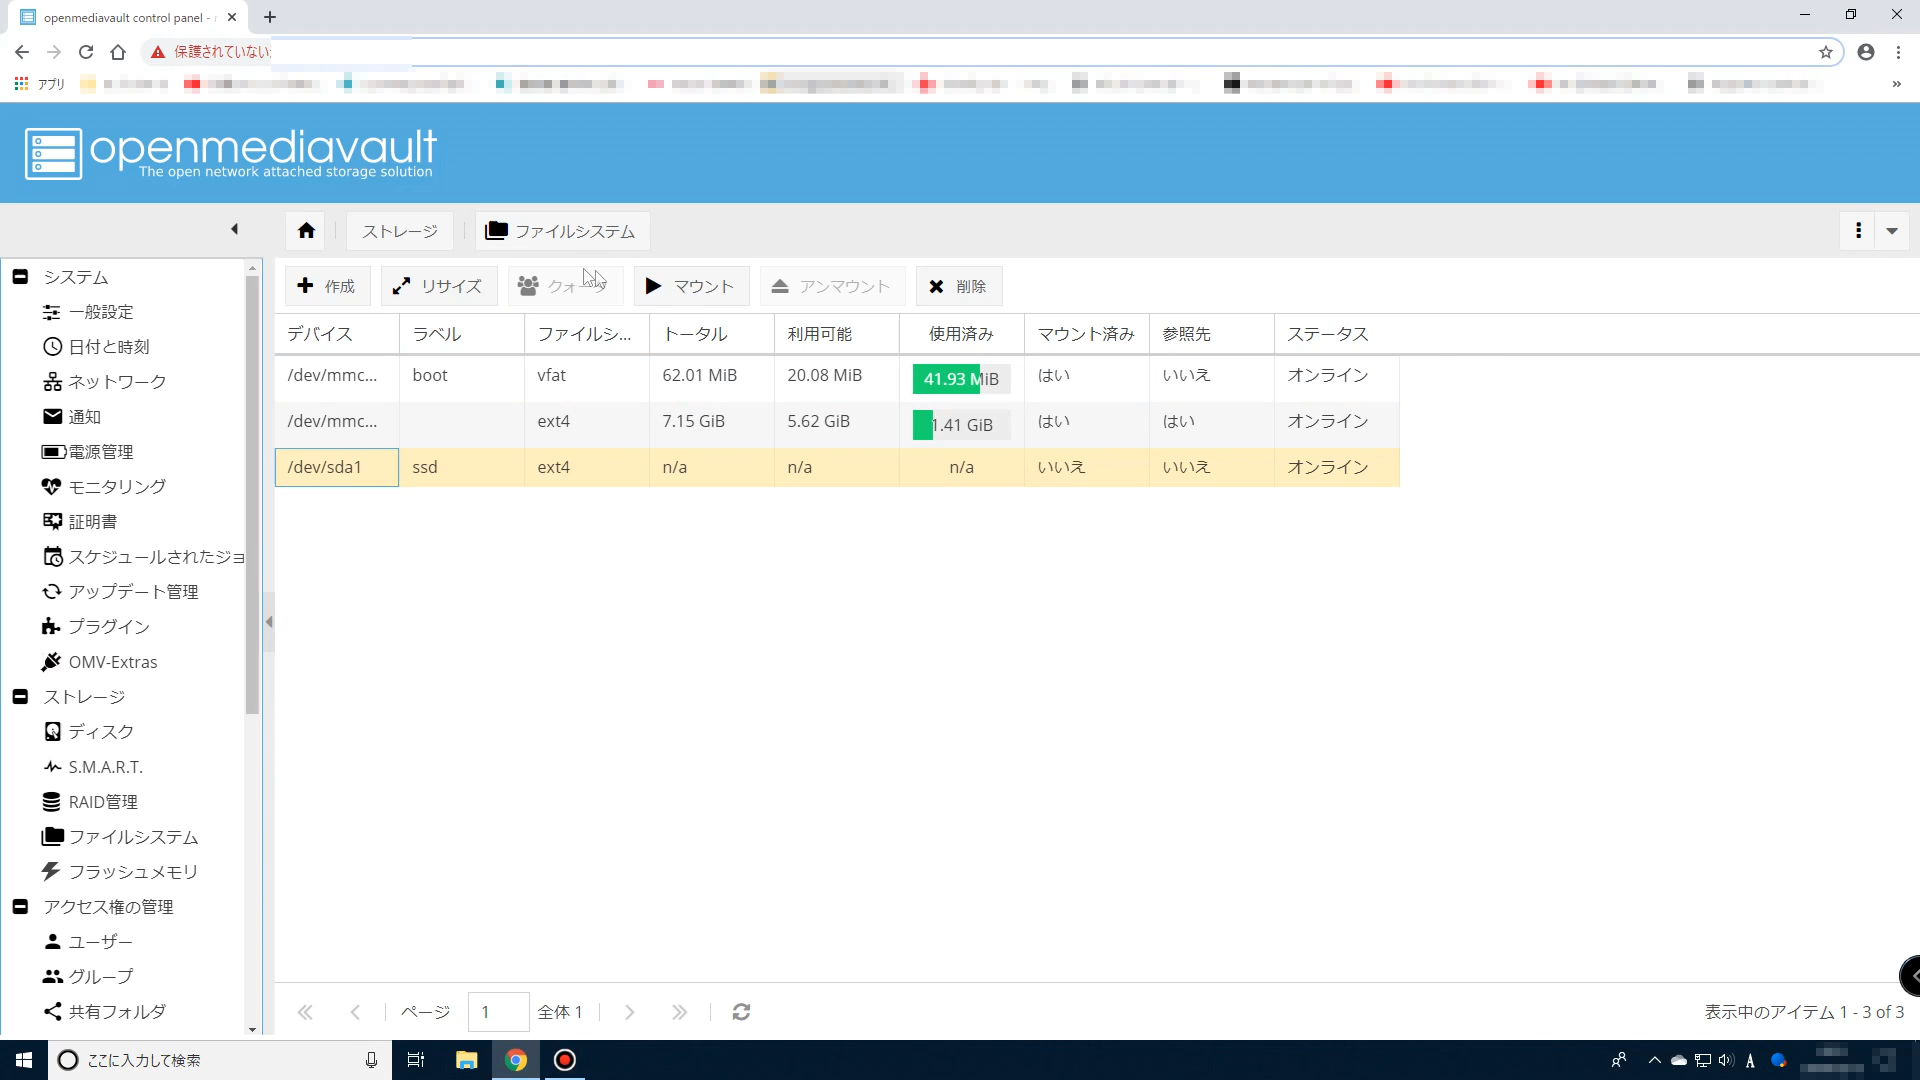 openmediavault control panel -
保護されていない
アプリ
openmediavault
The open network attached storage solution
ストレージ
ファイルシステム
システム
一般設定
日付と時刻
ネットワーク
通知
電源管理
モニタリング
証明書
スケジュールされたジョ
アップデート管理
プラグイン
OMV-Extras
ストレージ
ディスク
S.M.A.R.T.
RAID管理
ファイルシステム
フラッシュメモリ
アクセス権の管理
ユーザー
グループ
共有フォルダ
作成 リサイズ クォータ マウント アンマウント 削除
デバイス ラベル ファイルシ... トータル 利用可能 使用済み マウント済み 参照先 ステータス
/dev/mmc... boot vfat 62.01 MiB 20.08 MiB 41.93 MiB はい いいえ オンライン
/dev/mmc... ext4 7.15 GiB 5.62 GiB 1.41 GiB はい はい オンライン
/dev/sda1 ssd ext4 n/a n/a n/a いいえ いいえ オンライン
ページ 1 全体 1
表示中のアイテム 1 - 3 of 3
ここに入力して検索
A